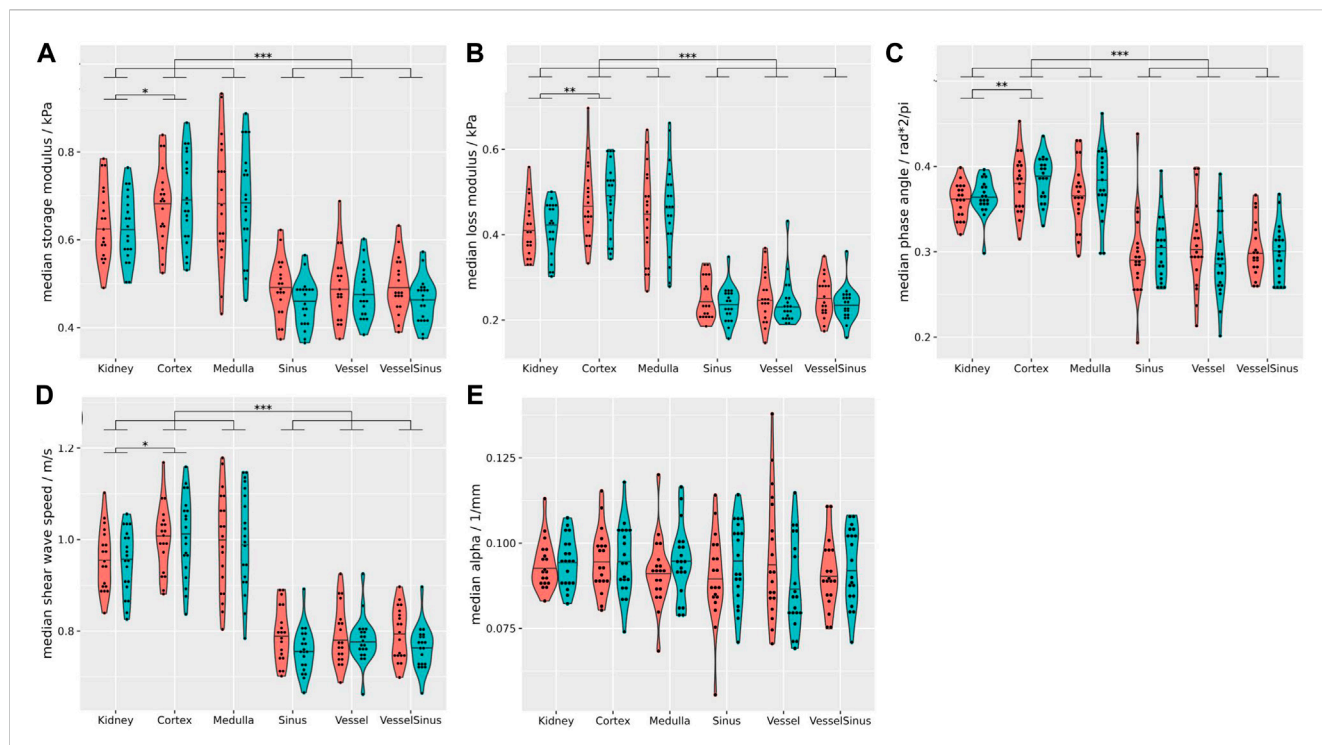 A
***
*
median storage modulus / kPa
0.8
0.6
0.4
Kidney Cortex Medulla Sinus Vessel VesselSinus
B
***
**
median loss modulus / kPa
0.6
0.4
0.2
Kidney Cortex Medulla Sinus Vessel VesselSinus
C
***
**
median phase angle / rad*2/pi
0.4
0.3
0.2
Kidney Cortex Medulla Sinus Vessel VesselSinus
D
***
*
median shear wave speed / m/s
1.2
1.0
0.8
Kidney Cortex Medulla Sinus Vessel VesselSinus
E
median alpha / 1/mm
0.125
0.100
0.075
Kidney Cortex Medulla Sinus Vessel VesselSinus